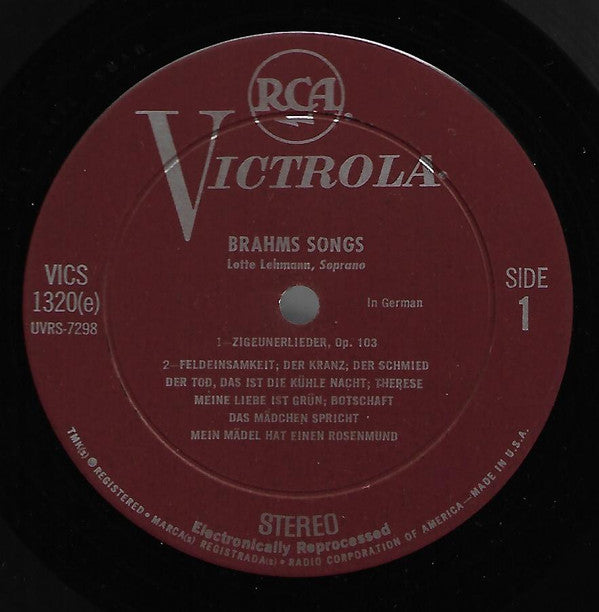 RCA
VICTROLA
BRAHMS SONGS
Lotte Lehmann, Soprano
VICS
1320(e)
UVRS-7298
SIDE
1
In German
1—ZIGEUNERLIEDER, Op. 103
2—FELDEINSAMKEIT; DER KRANZ; DER SCHMIED
DER TOD, DAS IST DIE KÜHLE NACHT; THERESE
MEINE LIEBE IST GRÜN; BOTSCHAFT
DAS MÄDCHEN SPRICHT
MEIN MÄDEL HAT EINEN ROSENMUND
STEREO
Electronically Reprocessed
TMK(s) ® REGISTERED • MARCA(s) REGISTRADA(s) • RADIO CORPORATION OF AMERICA—MADE IN U.S.A.